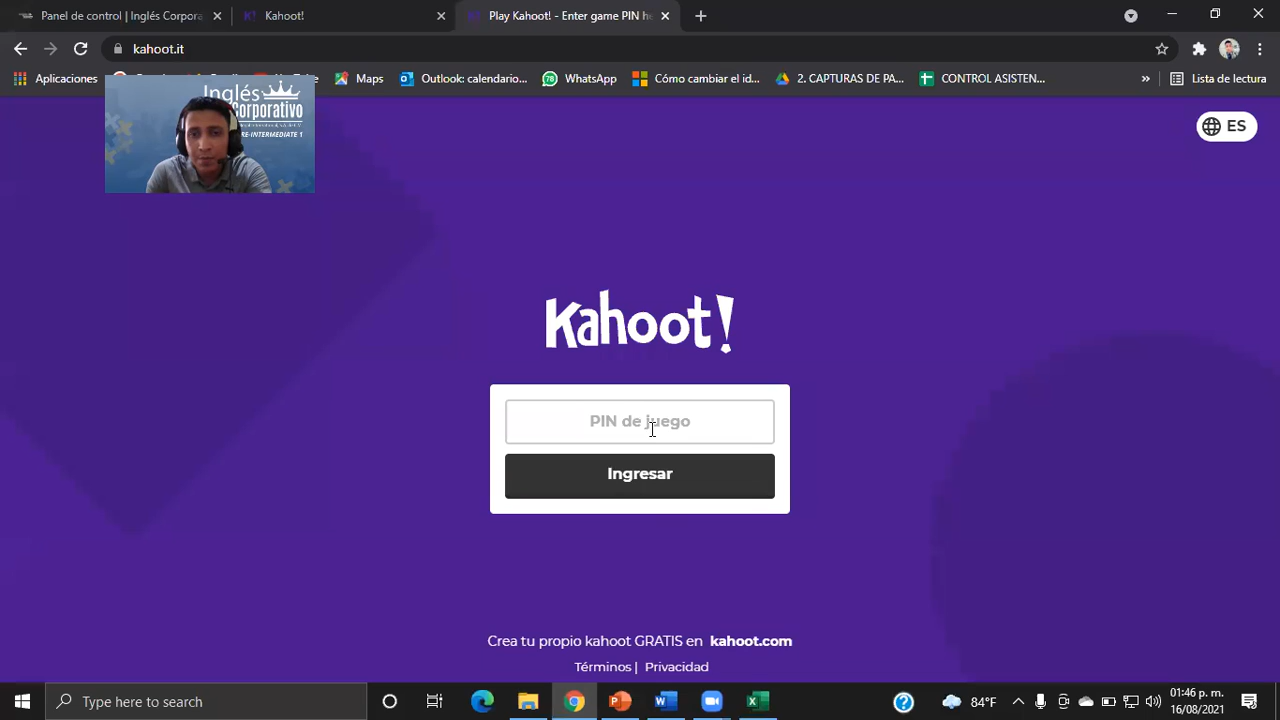 Panel de control | Inglés Corpora
Kahoot!
Play Kahoot! - Enter game PIN he
kahoot.it
Aplicaciones
Maps
Outlook: calendario...
WhatsApp
Cómo cambiar el id...
2. CAPTURAS DE PA...
CONTROL ASISTEN...
»
Lista de lectura
Inglés
Corporativo
RE-INTERMEDIATE 1
ES
Kahoot!
PIN de juego
Ingresar
Crea tu propio kahoot GRATIS en kahoot.com
Términos | Privacidad
Type here to search
84°F
01:46 p. m.
16/08/2021